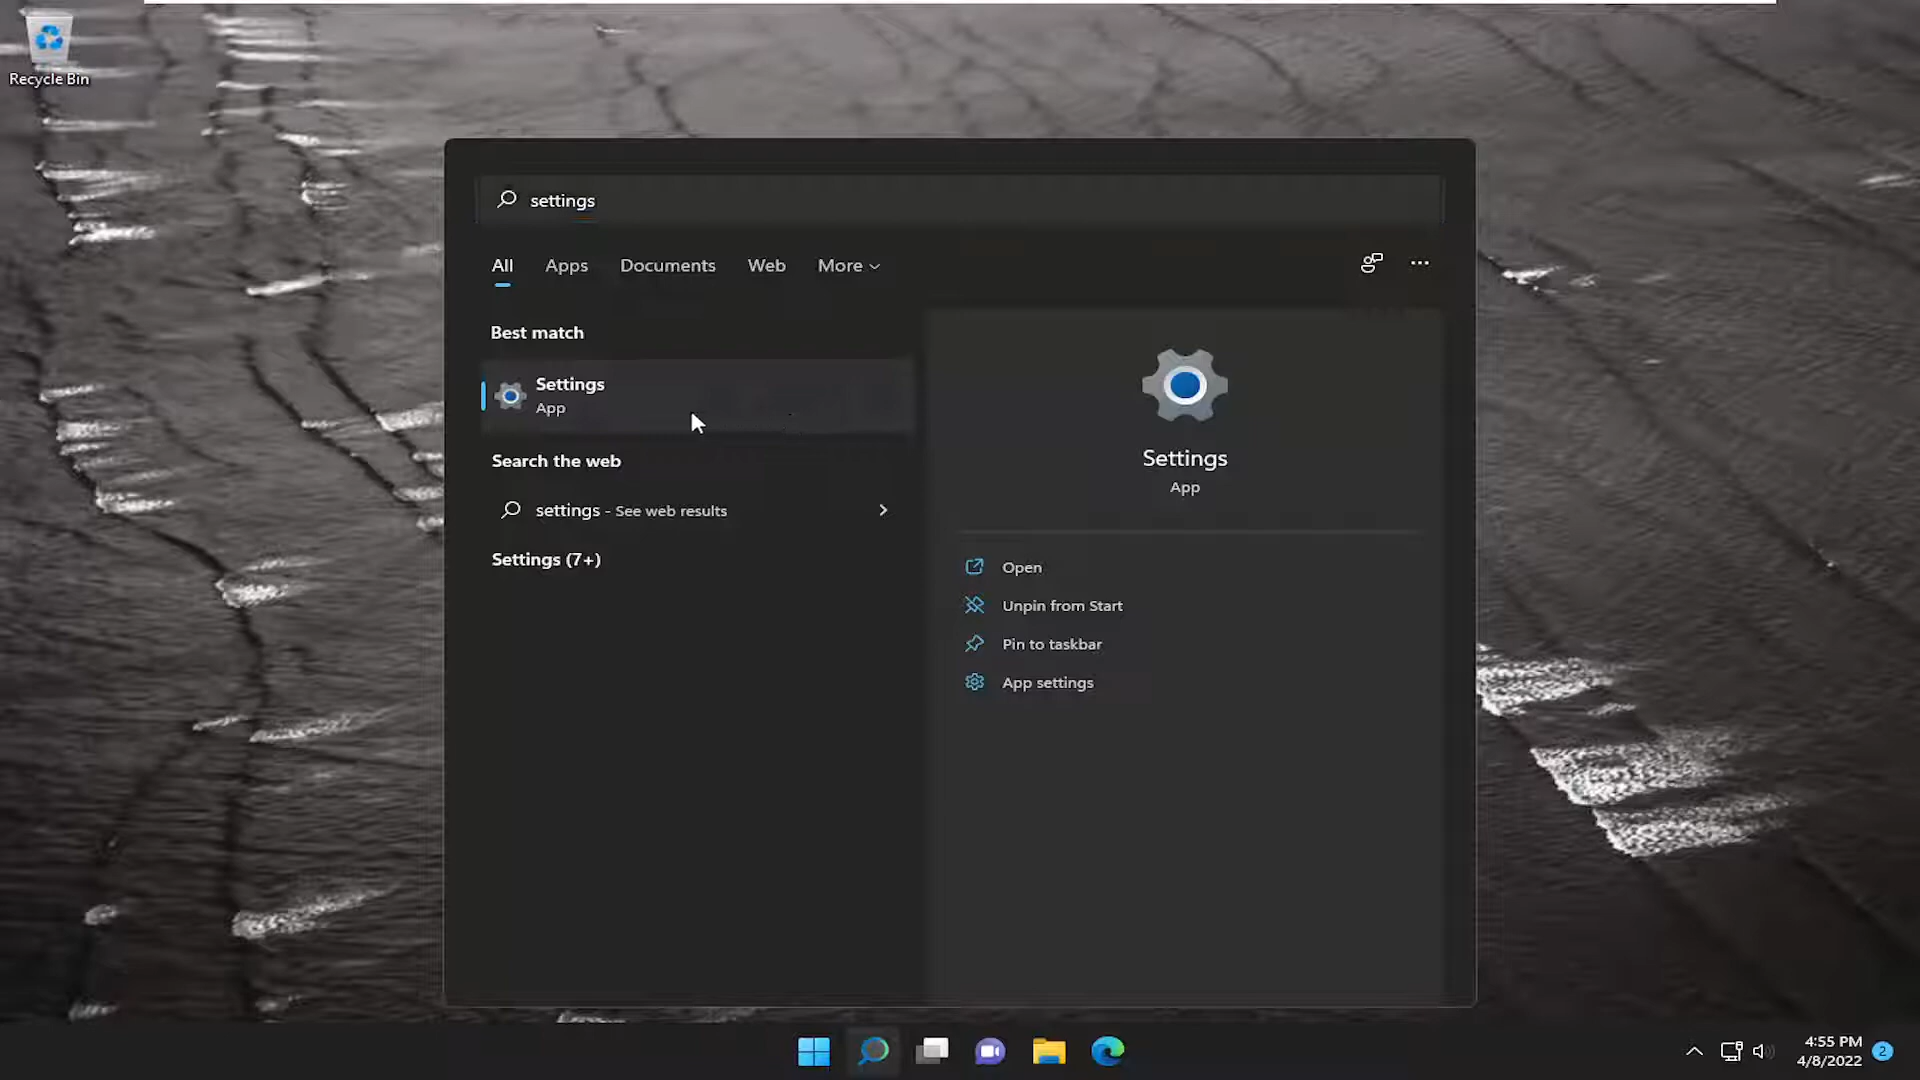 Recycle Bin
settings
All Apps Documents Web More
Best match
Settings
App
Search the web
settings - See web results
Settings (7+)
Settings
App
Open
Unpin from Start
Pin to taskbar
App settings
4:55 PM
4/8/2022
2